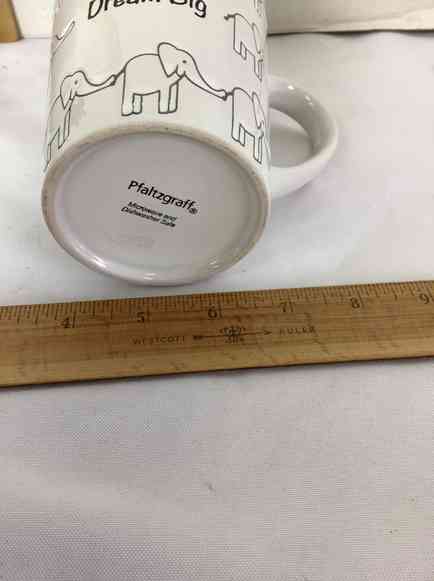 Dream Big
Pfaltzgraff®
Microwave and
Dishwasher Safe
4 5 6 7 8 9
WESTCOTT RULER